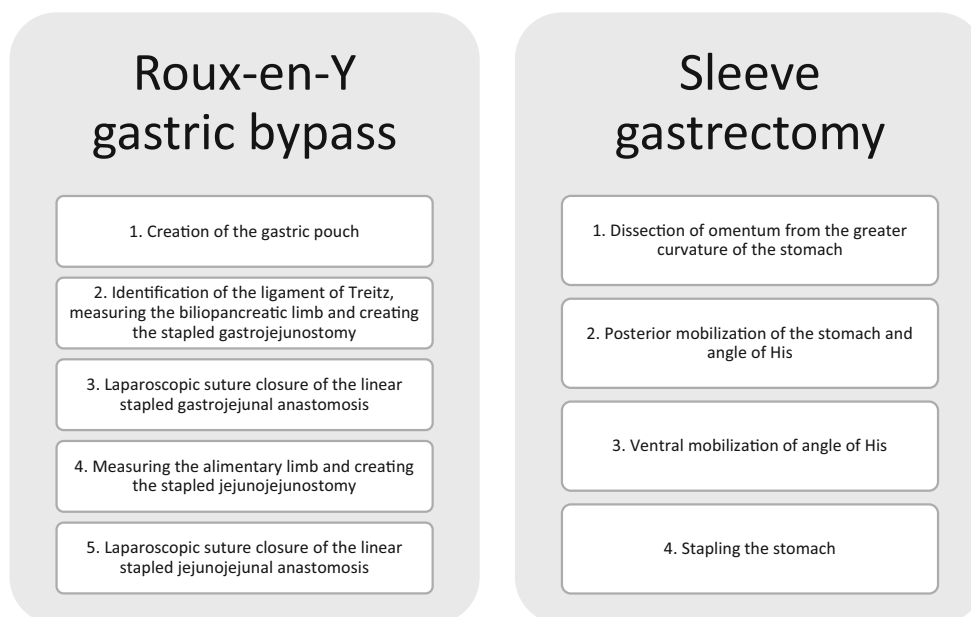 Roux-en-Y
gastric bypass
1. Creation of the gastric pouch
2. Identification of the ligament of Treitz,
measuring the biliopancreatic limb and creating
the stapled gastrojejunostomy
3. Laparoscopic suture closure of the linear
stapled gastrojejunal anastomosis
4. Measuring the alimentary limb and creating
the stapled jejunojejunostomy
5. Laparoscopic suture closure of the linear
stapled jejunojejunal anastomosis
Sleeve
gastrectomy
1. Dissection of omentum from the greater
curvature of the stomach
2. Posterior mobilization of the stomach and
angle of His
3. Ventral mobilization of angle of His
4. Stapling the stomach